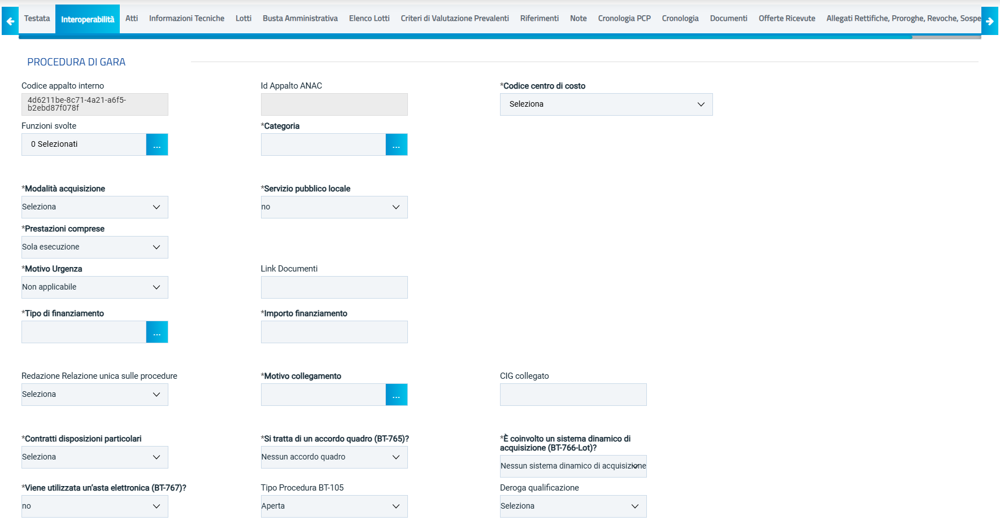 Testata Interoperabilità Atti Informazioni Tecniche Lotti Busta Amministrativa Elenco Lotti Criteri di Valutazione Prevalenti Riferimenti Note Cronologia PCP Cronologia Documenti Offerte Ricevute Allegati Rettifiche, Proroghe, Revoche, Sospe
PROCEDURA DI GARA
Codice appalto interno
4d6211be-8c71-4a21-a6f5-
b2ebd87f078f
Id Appalto ANAC
*Codice centro di costo
Seleziona
Funzioni svolte
0 Selezionati ...
*Categoria
...
*Modalità acquisizione
Seleziona
*Servizio pubblico locale
no
*Prestazioni comprese
Sola esecuzione
*Motivo Urgenza
Non applicabile
Link Documenti
*Tipo di finanziamento
...
*Importo finanziamento
Redazione Relazione unica sulle procedure
Seleziona
*Motivo collegamento
...
CIG collegato
*Contratti disposizioni particolari
Seleziona
*Si tratta di un accordo quadro (BT-765)?
Nessun accordo quadro
*È coinvolto un sistema dinamico di
acquisizione (BT-766-Lot)?
Nessun sistema dinamico di acquisizione
*Viene utilizzata un'asta elettronica (BT-767)?
no
Tipo Procedura BT-105
Aperta
Deroga qualificazione
Seleziona